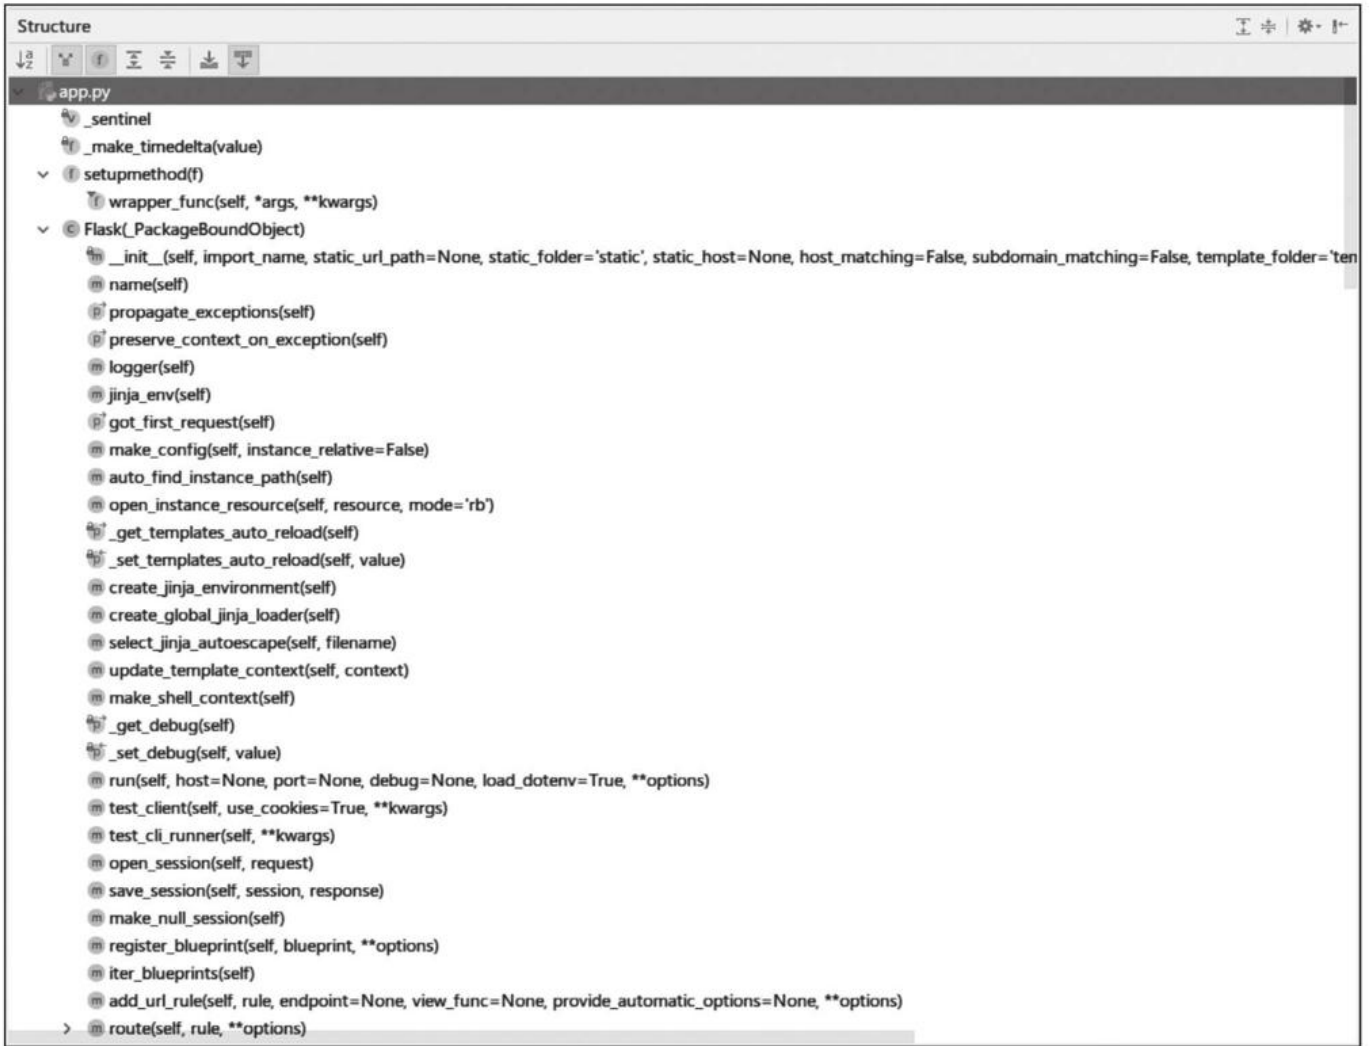 Structure
app.py
_sentinel
_make_timedelta(value)
setupmethod(f)
wrapper_func(self, *args, **kwargs)
Flask(_PackageBoundObject)
__init__(self, import_name, static_url_path=None, static_folder='static', static_host=None, host_matching=False, subdomain_matching=False, template_folder='ten
name(self)
propagate_exceptions(self)
preserve_context_on_exception(self)
logger(self)
jinja_env(self)
got_first_request(self)
make_config(self, instance_relative=False)
auto_find_instance_path(self)
open_instance_resource(self, resource, mode='rb')
_get_templates_auto_reload(self)
_set_templates_auto_reload(self, value)
create_jinja_environment(self)
create_global_jinja_loader(self)
select_jinja_autoescape(self, filename)
update_template_context(self, context)
make_shell_context(self)
_get_debug(self)
_set_debug(self, value)
run(self, host=None, port=None, debug=None, load_dotenv=True, **options)
test_client(self, use_cookies=True, **kwargs)
test_cli_runner(self, **kwargs)
open_session(self, request)
save_session(self, session, response)
make_null_session(self)
register_blueprint(self, blueprint, **options)
iter_blueprints(self)
add_url_rule(self, rule, endpoint=None, view_func=None, provide_automatic_options=None, **options)
route(self, rule, **options)